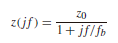 z(jf) = z0 / (1 + jf/fb)